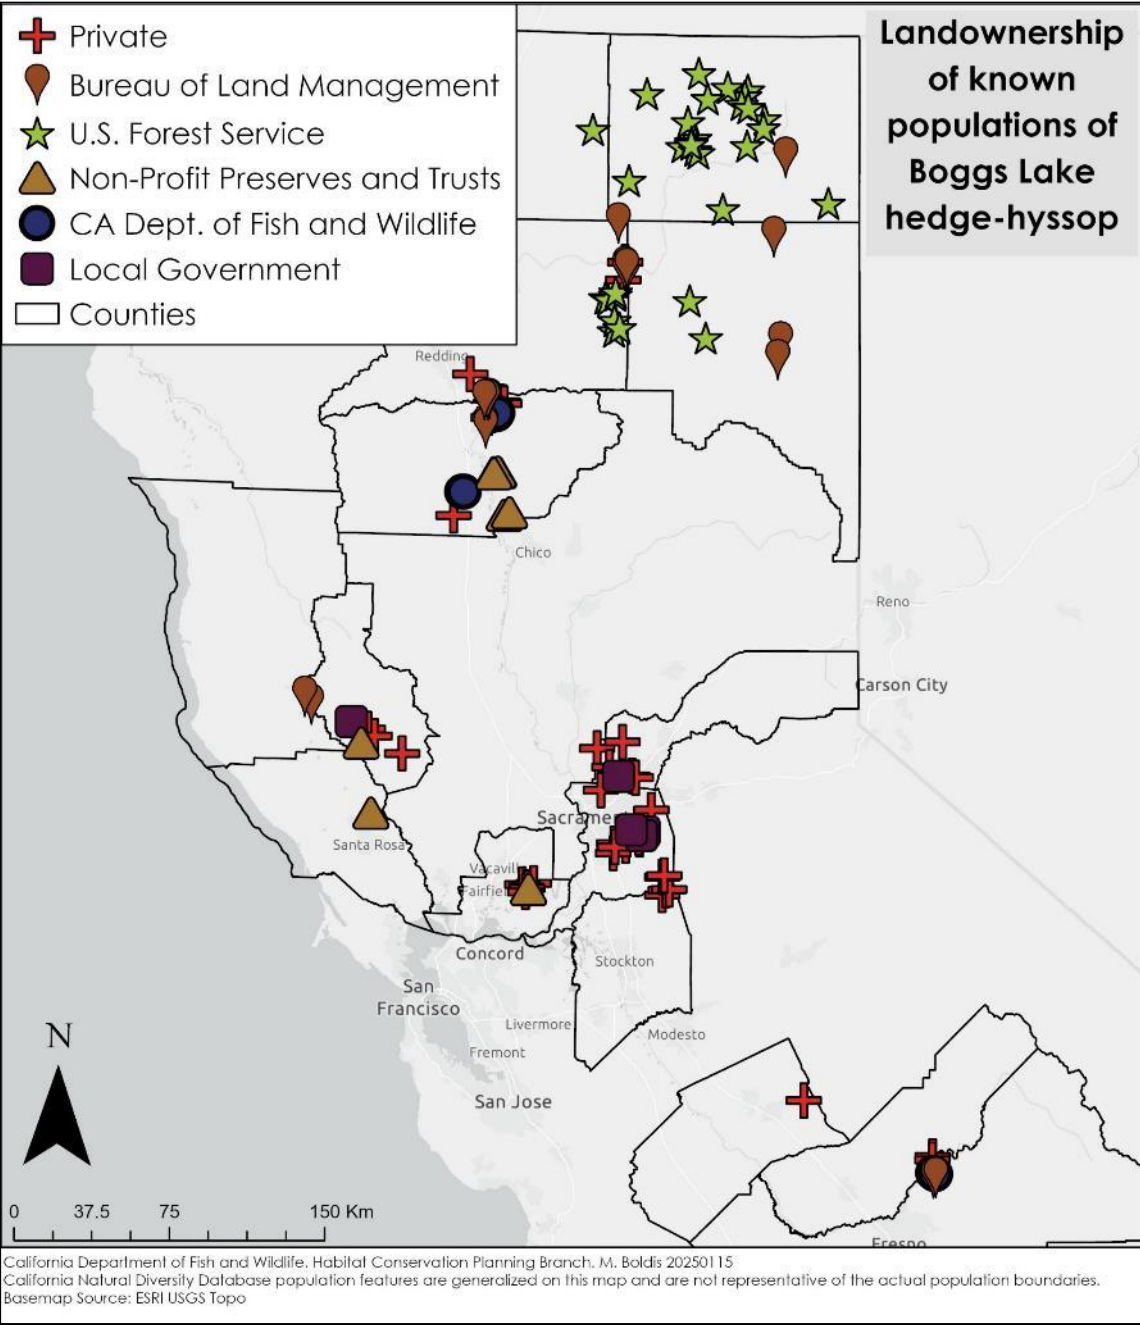 Private
Bureau of Land Management
U.S. Forest Service
Non-Profit Preserves and Trusts
CA Dept. of Fish and Wildlife
Local Government
Counties
Landownership
of known
populations of
Boggs Lake
hedge-hyssop
Redding
Chico
Reno
Carson City
Sacramen
Santa Rosa
Vacavill
Fairfie
Concord
Stockton
San
Francisco
Livermore
Modesto
Fremont
San Jose
Fresno
N
0 37.5 75 150 Km
California Department of Fish and Wildlife. Habitat Conservation Planning Branch. M. Boldis 20250115
California Natural Diversity Database population features are generalized on this map and are not representative of the actual population boundaries.
Basemap Source: ESRI USGS Topo